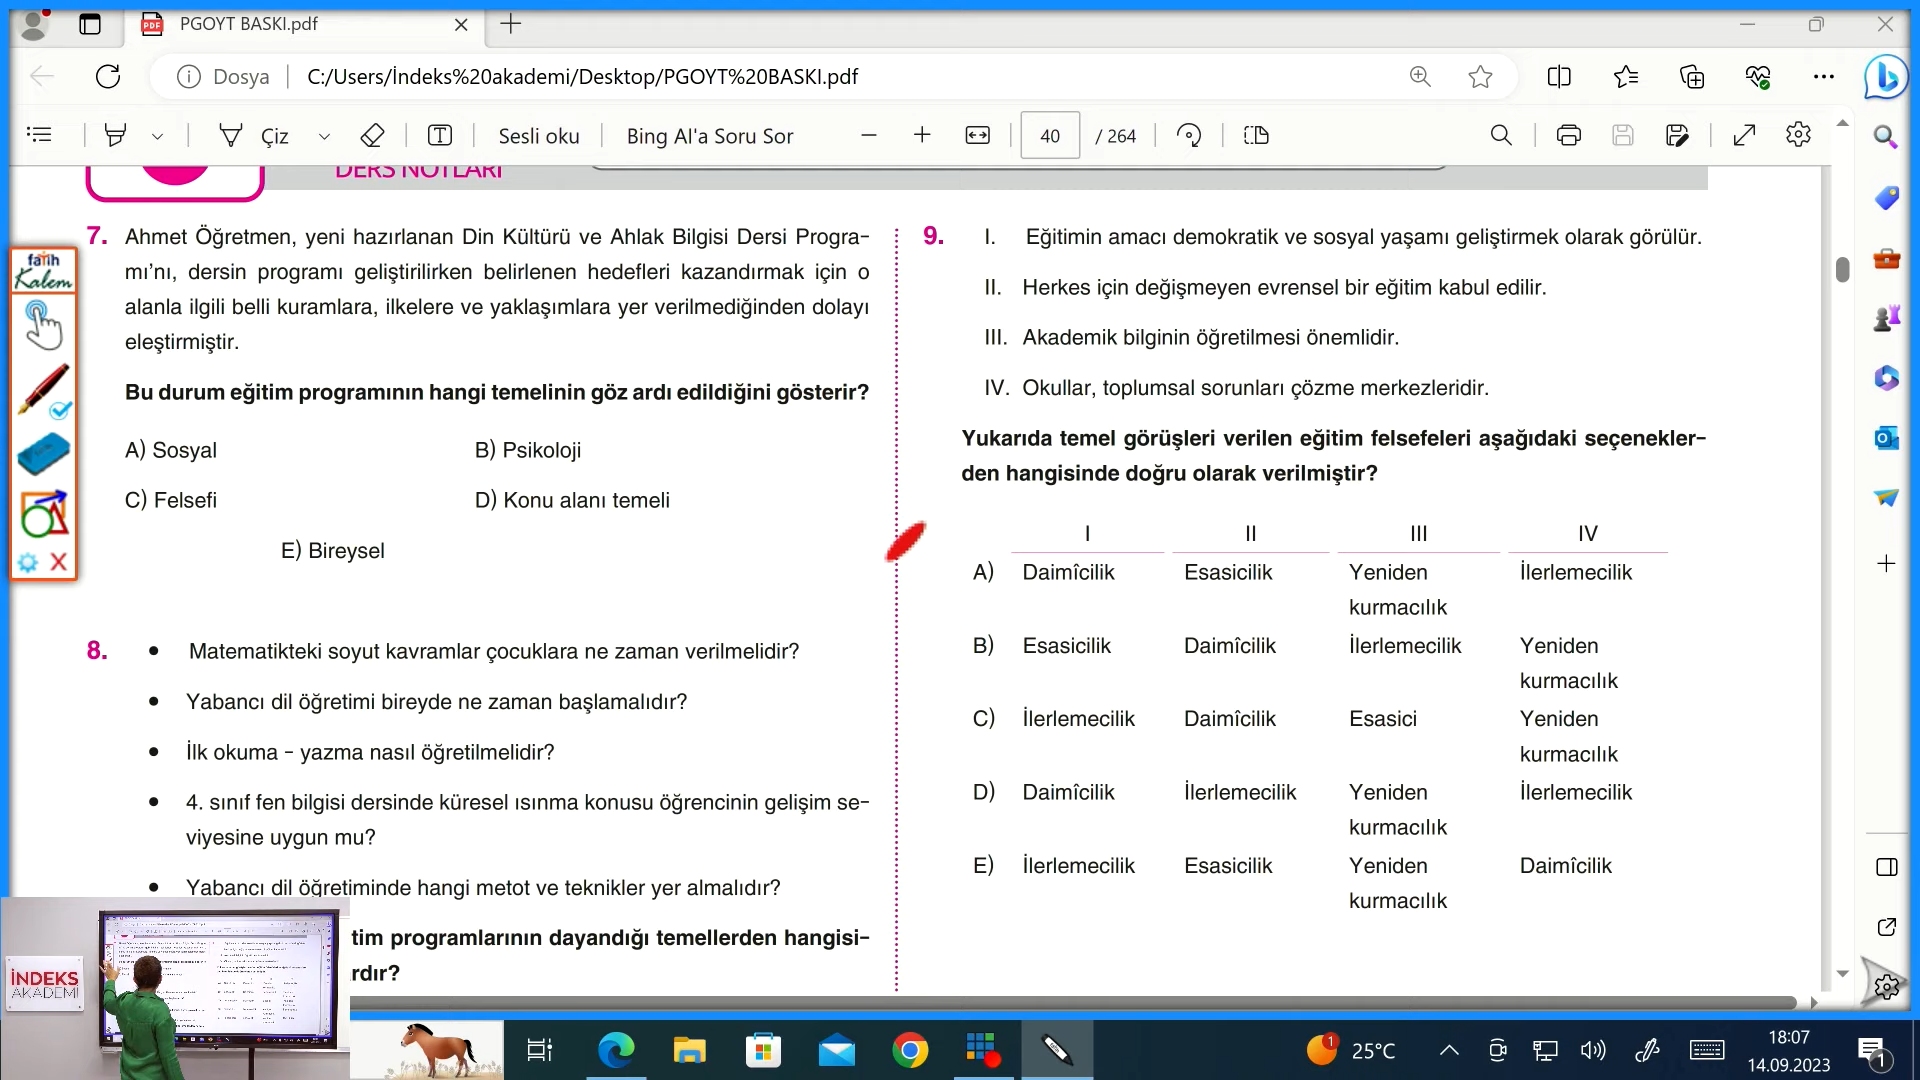 PGOYT BASKI.pdf
Dosya
C:/Users/İndeks%20akademi/Desktop/PGOYT%20BASKI.pdf
Çiz
Sesli oku
Bing AI'a Soru Sor
40
/ 264
DERS NOTLARI
fatih
Kalem
7. Ahmet Öğretmen, yeni hazırlanan Din Kültürü ve Ahlak Bilgisi Dersi Progra-
mı’nı, dersin programı geliştirilirken belirlenen hedefleri kazandırmak için o
alanla ilgili belli kuramlara, ilkelere ve yaklaşımlara yer verilmediğinden dolayı
eleştirmiştir.
Bu durum eğitim programının hangi temelinin göz ardı edildiğini gösterir?
A) Sosyal
B) Psikoloji
C) Felsefi
D) Konu alanı temeli
E) Bireysel
8. • Matematikteki soyut kavramlar çocuklara ne zaman verilmelidir?
• Yabancı dil öğretimi bireyde ne zaman başlamalıdır?
• İlk okuma - yazma nasıl öğretilmelidir?
• 4. sınıf fen bilgisi dersinde küresel ısınma konusu öğrencinin gelişim se-
viyesine uygun mu?
• Yabancı dil öğretiminde hangi metot ve teknikler yer almalıdır?
tim programlarının dayandığı temellerden hangisi-
rdır?
9. I. Eğitimin amacı demokratik ve sosyal yaşamı geliştirmek olarak görülür.
II. Herkes için değişmeyen evrensel bir eğitim kabul edilir.
III. Akademik bilginin öğretilmesi önemlidir.
IV. Okullar, toplumsal sorunları çözme merkezleridir.
Yukarıda temel görüşleri verilen eğitim felsefeleri aşağıdaki seçenekler-
den hangisinde doğru olarak verilmiştir?
I II III IV
A) Daimîcilik Esasicilik Yeniden İlerlemecilik
kurmacılık
B) Esasicilik Daimîcilik İlerlemecilik Yeniden
kurmacılık
C) İlerlemecilik Daimîcilik Esasici Yeniden
kurmacılık
D) Daimîcilik İlerlemecilik Yeniden İlerlemecilik
kurmacılık
E) İlerlemecilik Esasicilik Yeniden Daimîcilik
kurmacılık
İNDEKS
AKADEMİ
1
25°C
18:07
14.09.2023
1